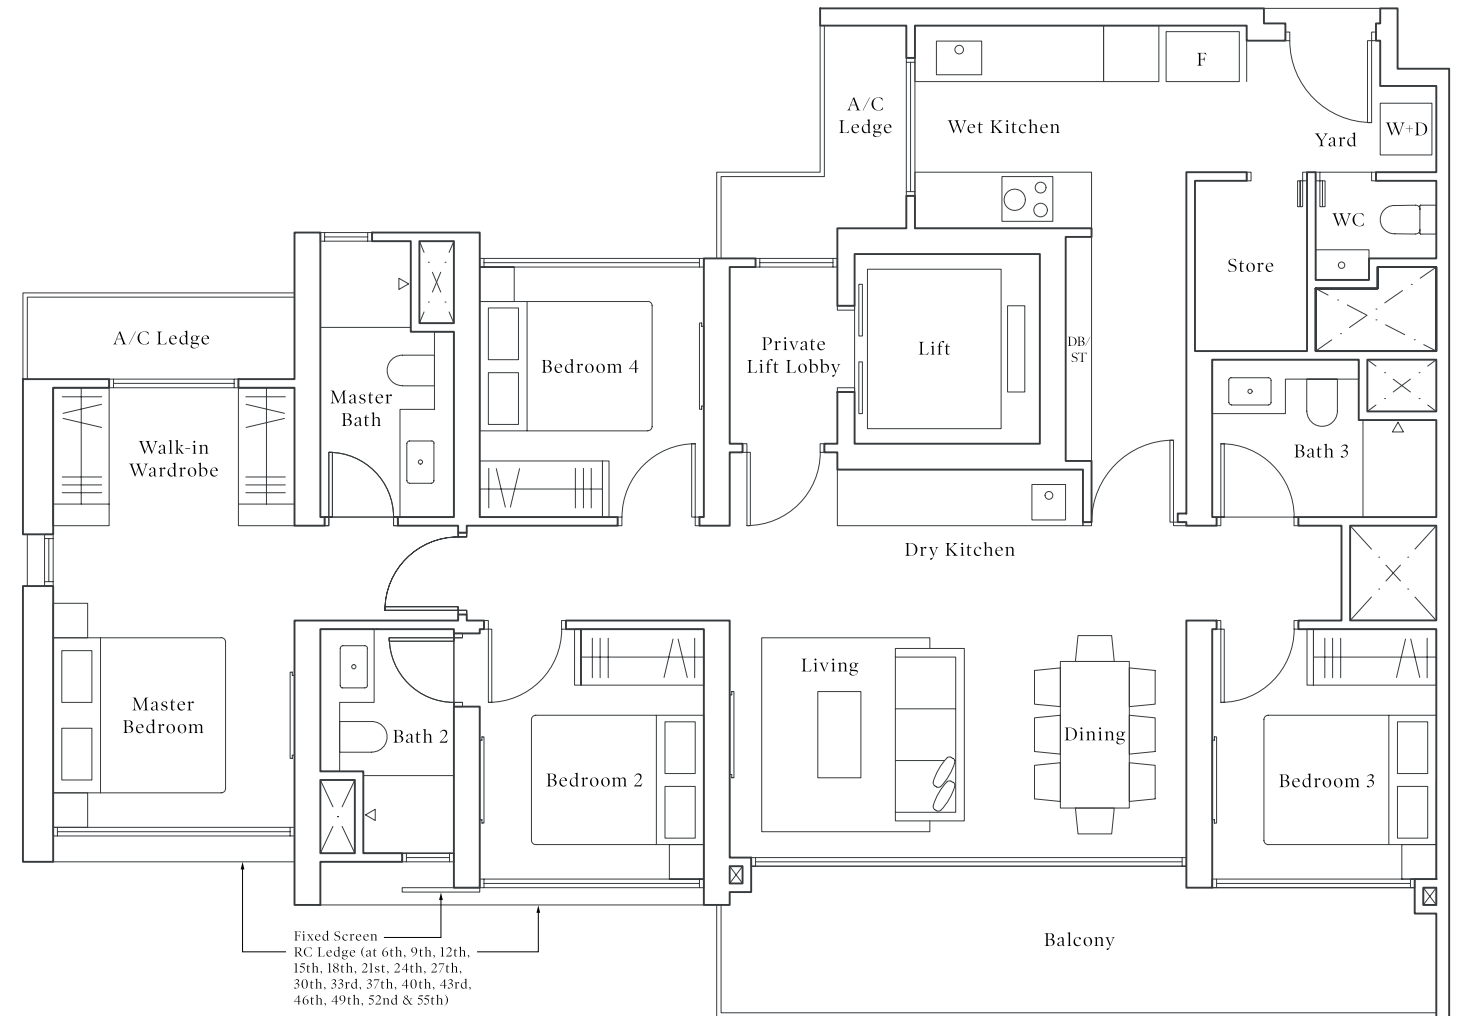 F
A/C
Ledge
Wet Kitchen
W+D
Yard
WC
Store
A/C Ledge
Private
Lift Lobby
Lift
DB/
ST
Bedroom 4
Master
Bath
Walk-in
Wardrobe
Bath 3
Dry Kitchen
Living
Master
Bedroom
Bath 2
Dining
Bedroom 2
Bedroom 3
Fixed Screen
RC Ledge (at 6th, 9th, 12th,
15th, 18th, 21st, 24th, 27th,
30th, 33rd, 37th, 40th, 43rd,
46th, 49th, 52nd & 55th)
Balcony